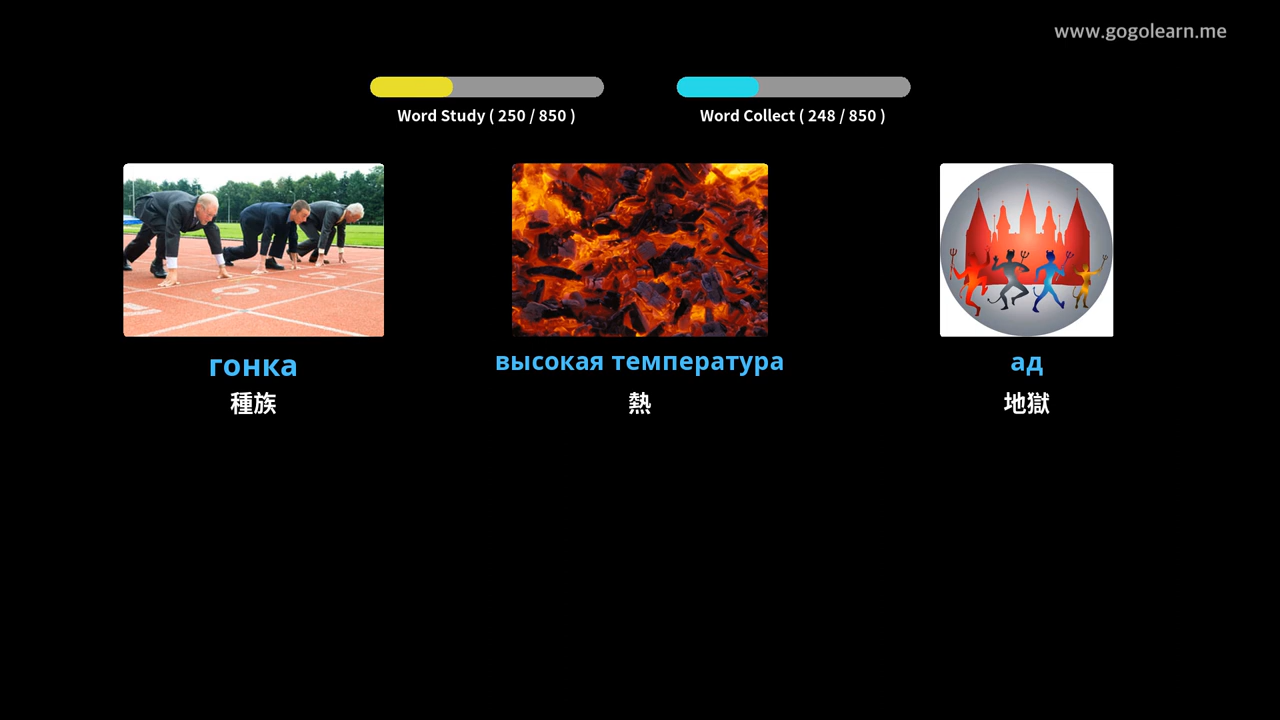 www.gogolearn.me
Word Study ( 250 / 850 )
Word Collect ( 248 / 850 )
гонка
種族
высокая температура
熱
ад
地獄